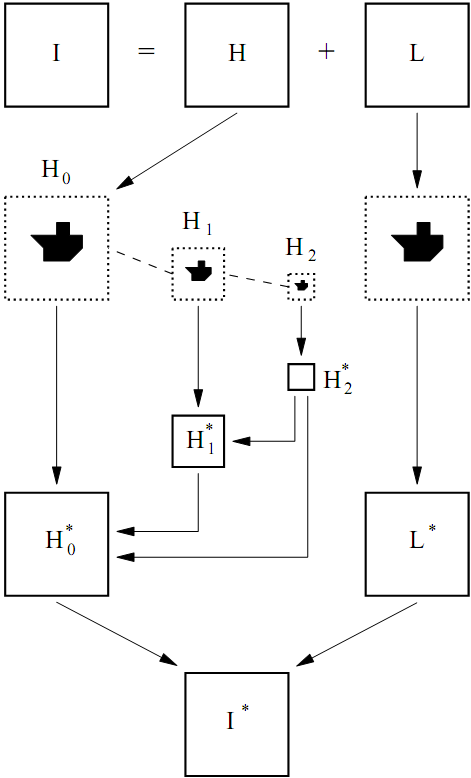 I = H + L
H₀
H₁
H₂
H₂*
H₁*
H₀*
L*
I*